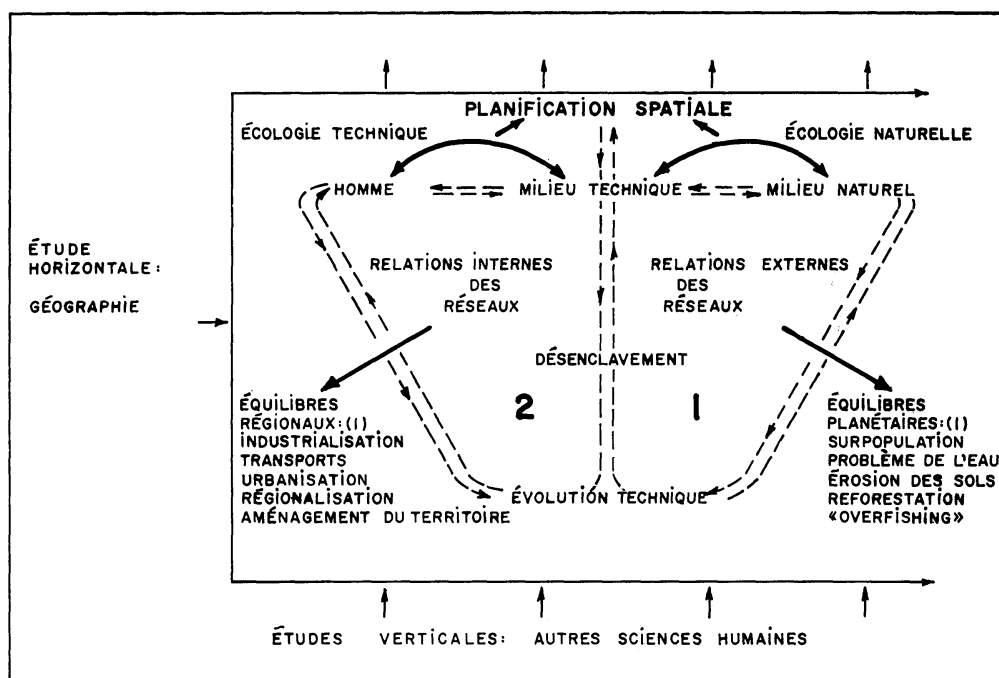 PLANIFICATION SPATIALE
ÉCOLOGIE TECHNIQUE
ÉCOLOGIE NATURELLE
HOMME
MILIEU TECHNIQUE
MILIEU NATUREL
ÉTUDE
HORIZONTALE:
GÉOGRAPHIE
RELATIONS INTERNES
DES
RÉSEAUX
RELATIONS EXTERNES
DES
RÉSEAUX
DÉSENCLAVEMENT
2
1
ÉQUILIBRES
RÉGIONAUX:(1)
INDUSTRIALISATION
TRANSPORTS
URBANISATION
RÉGIONALISATION
AMÉNAGEMENT DU TERRITOIRE
ÉQUILIBRES
PLANÉTAIRES:(1)
SURPOPULATION
PROBLÈME DE L'EAU
ÉROSION DES SOLS
REFORESTATION
«OVERFISHING»
ÉVOLUTION TECHNIQUE
ÉTUDES VERTICALES: AUTRES SCIENCES HUMAINES